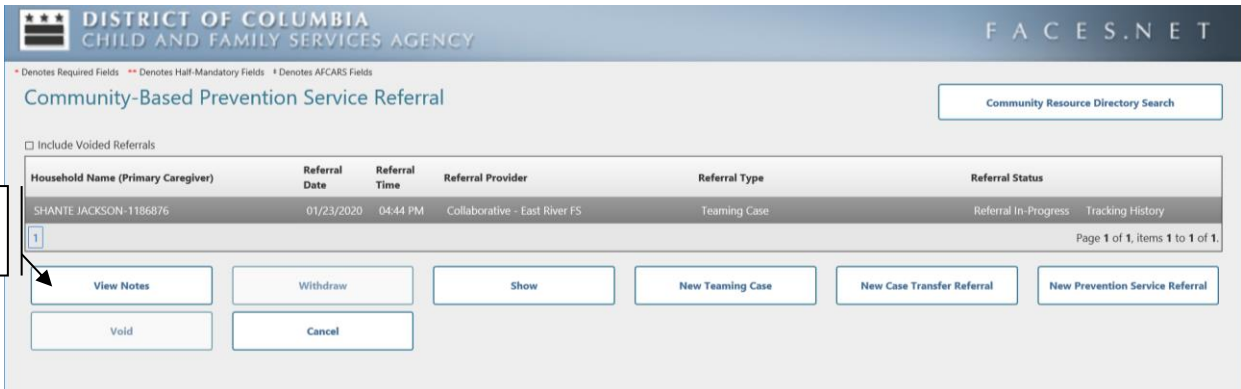 DISTRICT OF COLUMBIA
CHILD AND FAMILY SERVICES AGENCY
FACES.NET
* Denotes Required Fields ** Denotes Half-Mandatory Fields ‡ Denotes AFCARS Fields
Community-Based Prevention Service Referral
Community Resource Directory Search
Include Voided Referrals
Household Name (Primary Caregiver) Referral Date Referral Time Referral Provider Referral Type Referral Status
SHANTE JACKSON-1186876 01/23/2020 04:44 PM Collaborative - East River FS Teaming Case Referral In-Progress Tracking History
1 Page 1 of 1, items 1 to 1 of 1.
View Notes Withdraw Show New Teaming Case New Case Transfer Referral New Prevention Service Referral
Void Cancel